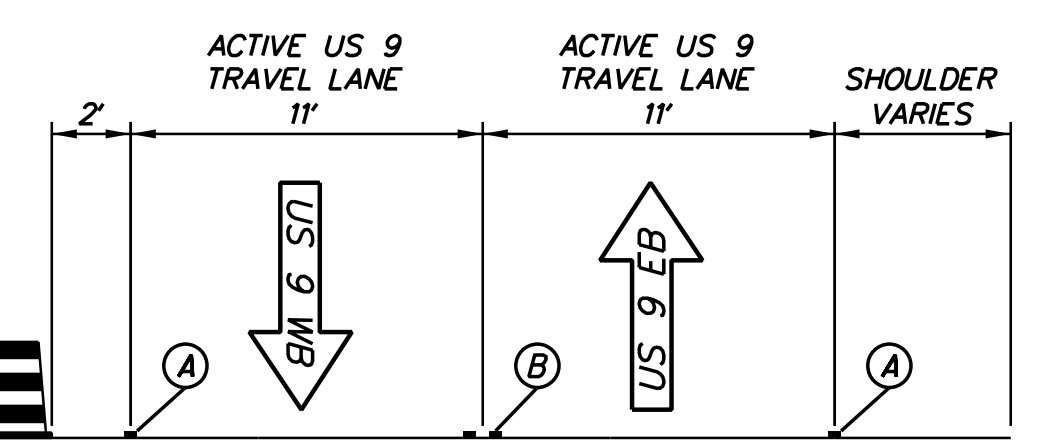 ACTIVE US 9
TRAVEL LANE
11'
ACTIVE US 9
TRAVEL LANE
11'
SHOULDER
VARIES
2'
US 9 WB
US 9 EB
A
B
A